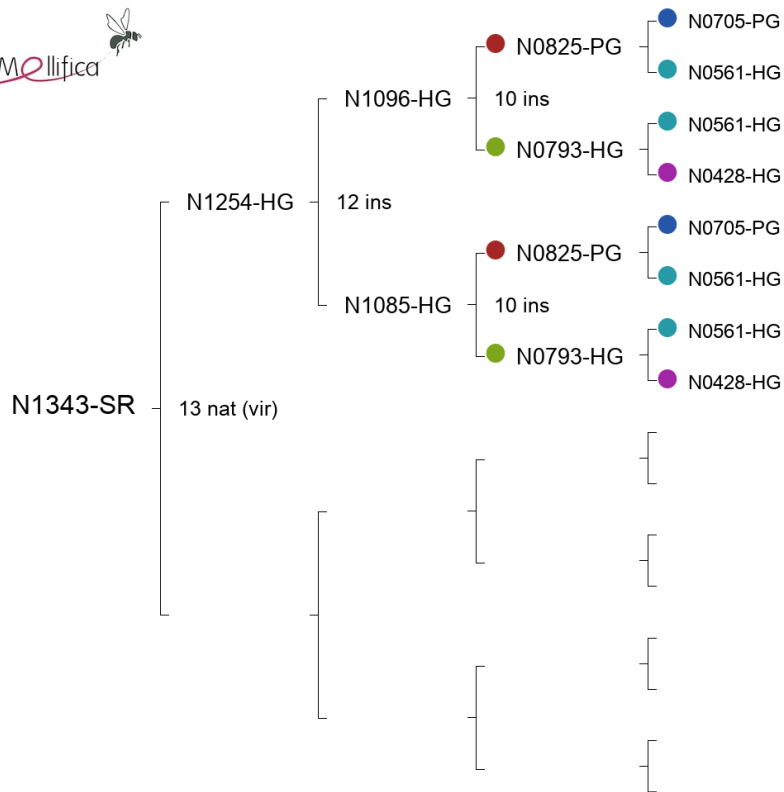 Mellifica
N0705-PG
N0825-PG
N0561-HG
N1096-HG
10 ins
N0561-HG
N0793-HG
N0428-HG
N1254-HG
12 ins
N0705-PG
N0825-PG
N0561-HG
N1085-HG
10 ins
N0561-HG
N0793-HG
N0428-HG
N1343-SR
13 nat (vir)